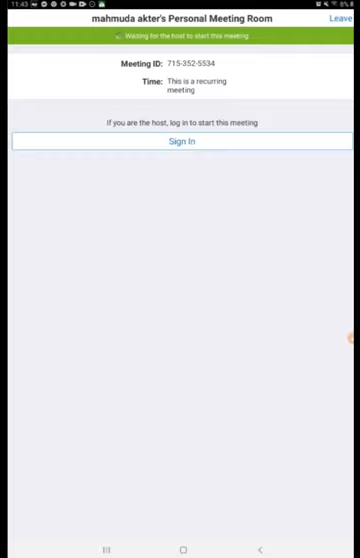 11:43
8%
mahmuda akter's Personal Meeting Room
Leave
Waiting for the host to start this meeting
Meeting ID: 715-352-5534
Time: This is a recurring
meeting
If you are the host, log in to start this meeting
Sign In